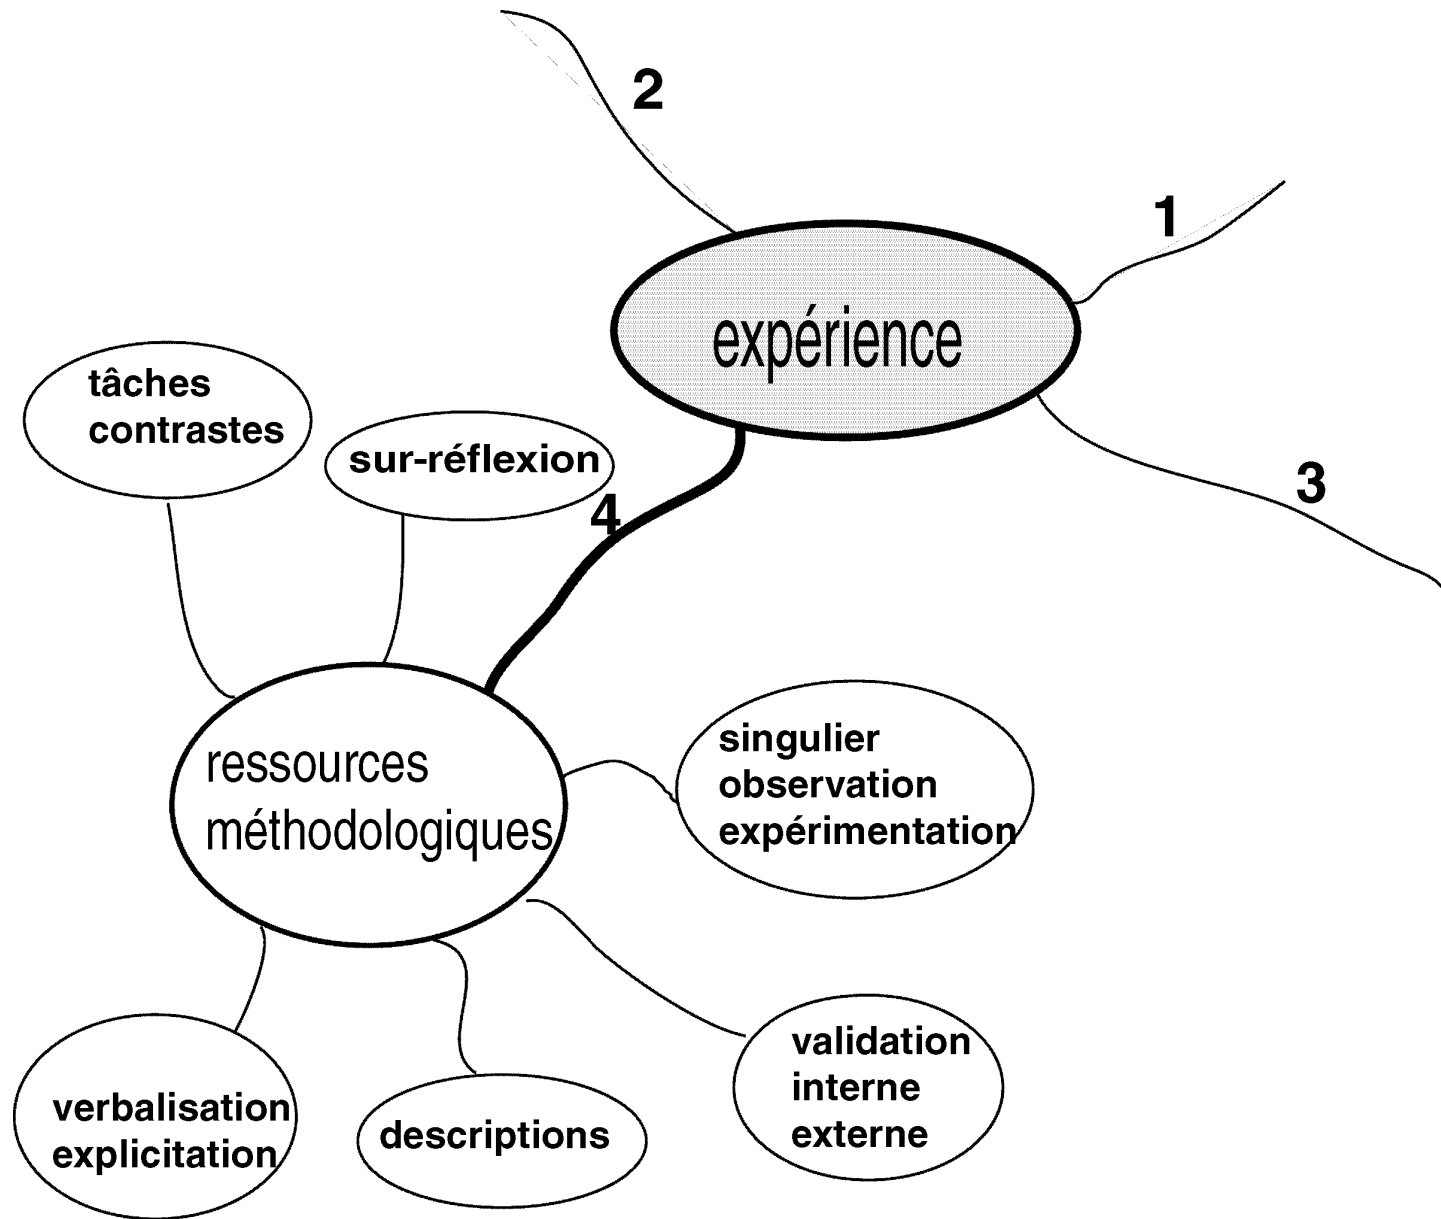 2
1
expérience
tâches
contrastes
sur-réflexion
4
3
ressources
méthodologiques
singulier
observation
expérimentation
validation
interne
externe
verbalisation
explicitation
descriptions